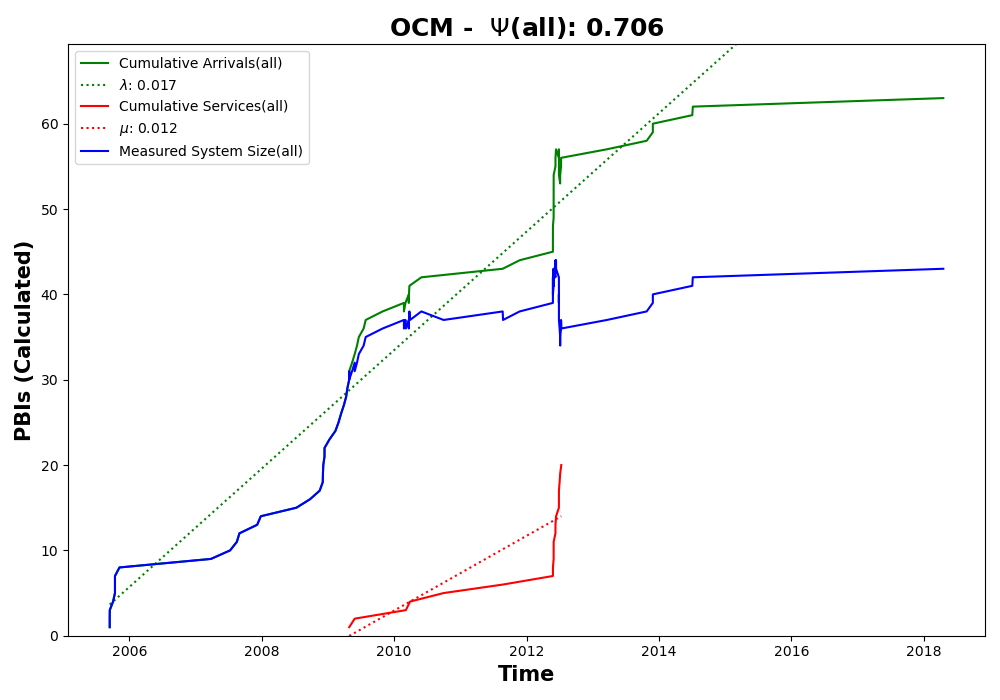 OCM - Ψ(all): 0.706
Cumulative Arrivals(all)
λ: 0.017
Cumulative Services(all)
μ: 0.012
Measured System Size(all)
PBIs (Calculated)
60
50
40
30
20
10
0
2006 2008 2010 2012 2014 2016 2018
Time